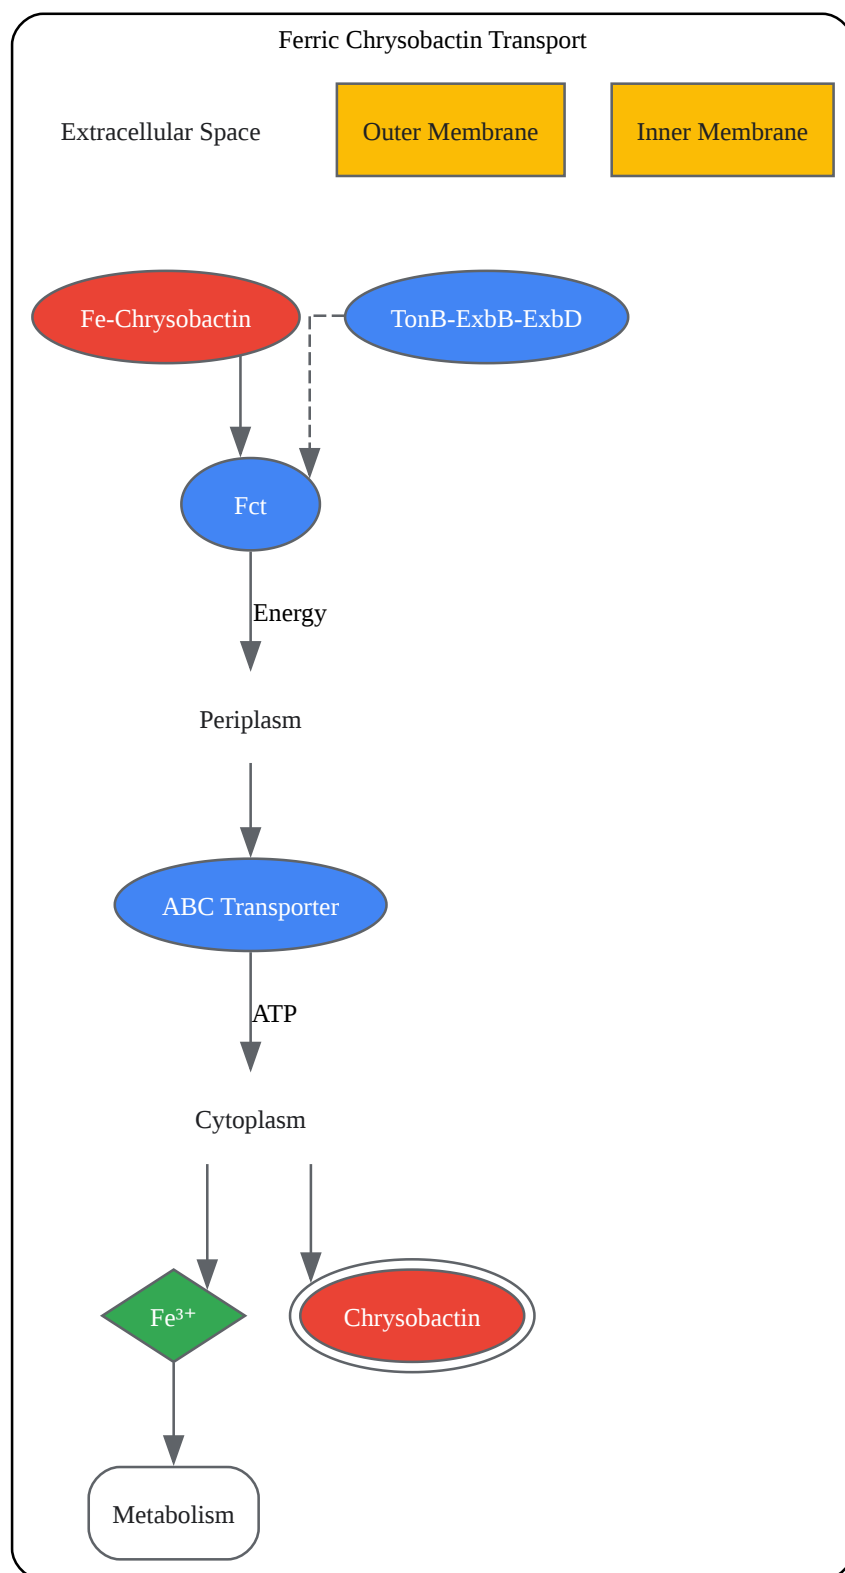 Ferric Chrysobactin Transport
Extracellular Space
Outer Membrane
Inner Membrane
Fe-Chrysobactin
TonB-ExbB-ExbD
Fct
Energy
Periplasm
ABC Transporter
ATP
Cytoplasm
Fe³⁺
Chrysobactin
Metabolism